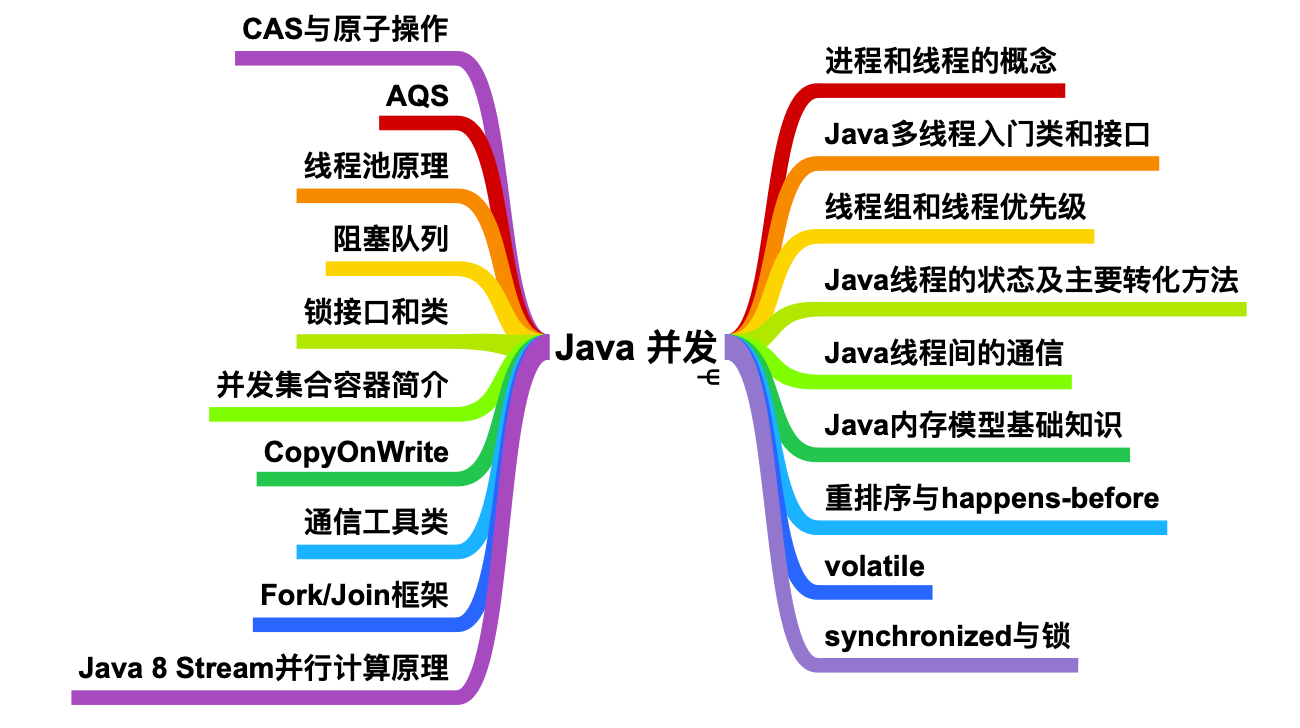 Java 并发
进程和线程的概念
Java多线程入门类和接口
线程组和线程优先级
Java线程的状态及主要转化方法
Java线程间的通信
Java内存模型基础知识
重排序与happens-before
volatile
synchronized与锁
CAS与原子操作
AQS
线程池原理
阻塞队列
锁接口和类
并发集合容器简介
CopyOnWrite
通信工具类
Fork/Join框架
Java 8 Stream并行计算原理